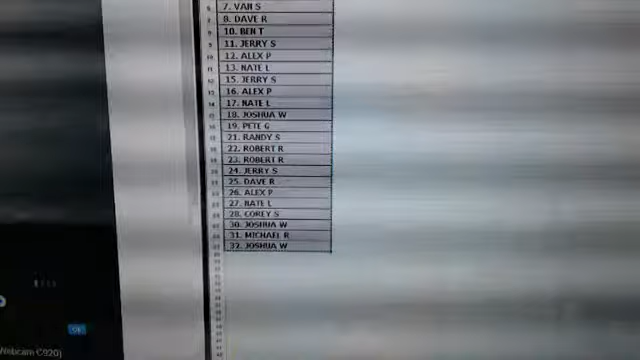 7. VAN S
8. DAVE R
10. BEN T
11. JERRY S
12. ALEX P
13. NATE L
15. JERRY S
16. ALEX P
17. NATE L
18. JOSHUA W
19. PETE G
21. RANDY S
22. ROBERT R
23. ROBERT R
24. JERRY S
25. DAVE R
26. ALEX P
27. NATE L
28. COREY S
30. JOSHUA W
31. MICHAEL R
32. JOSHUA W
Webcam C920)